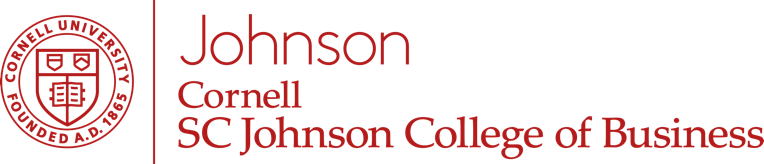 CORNELL UNIVERSITY
FOUNDED A.D. 1865
Johnson
Cornell
SC Johnson College of Business